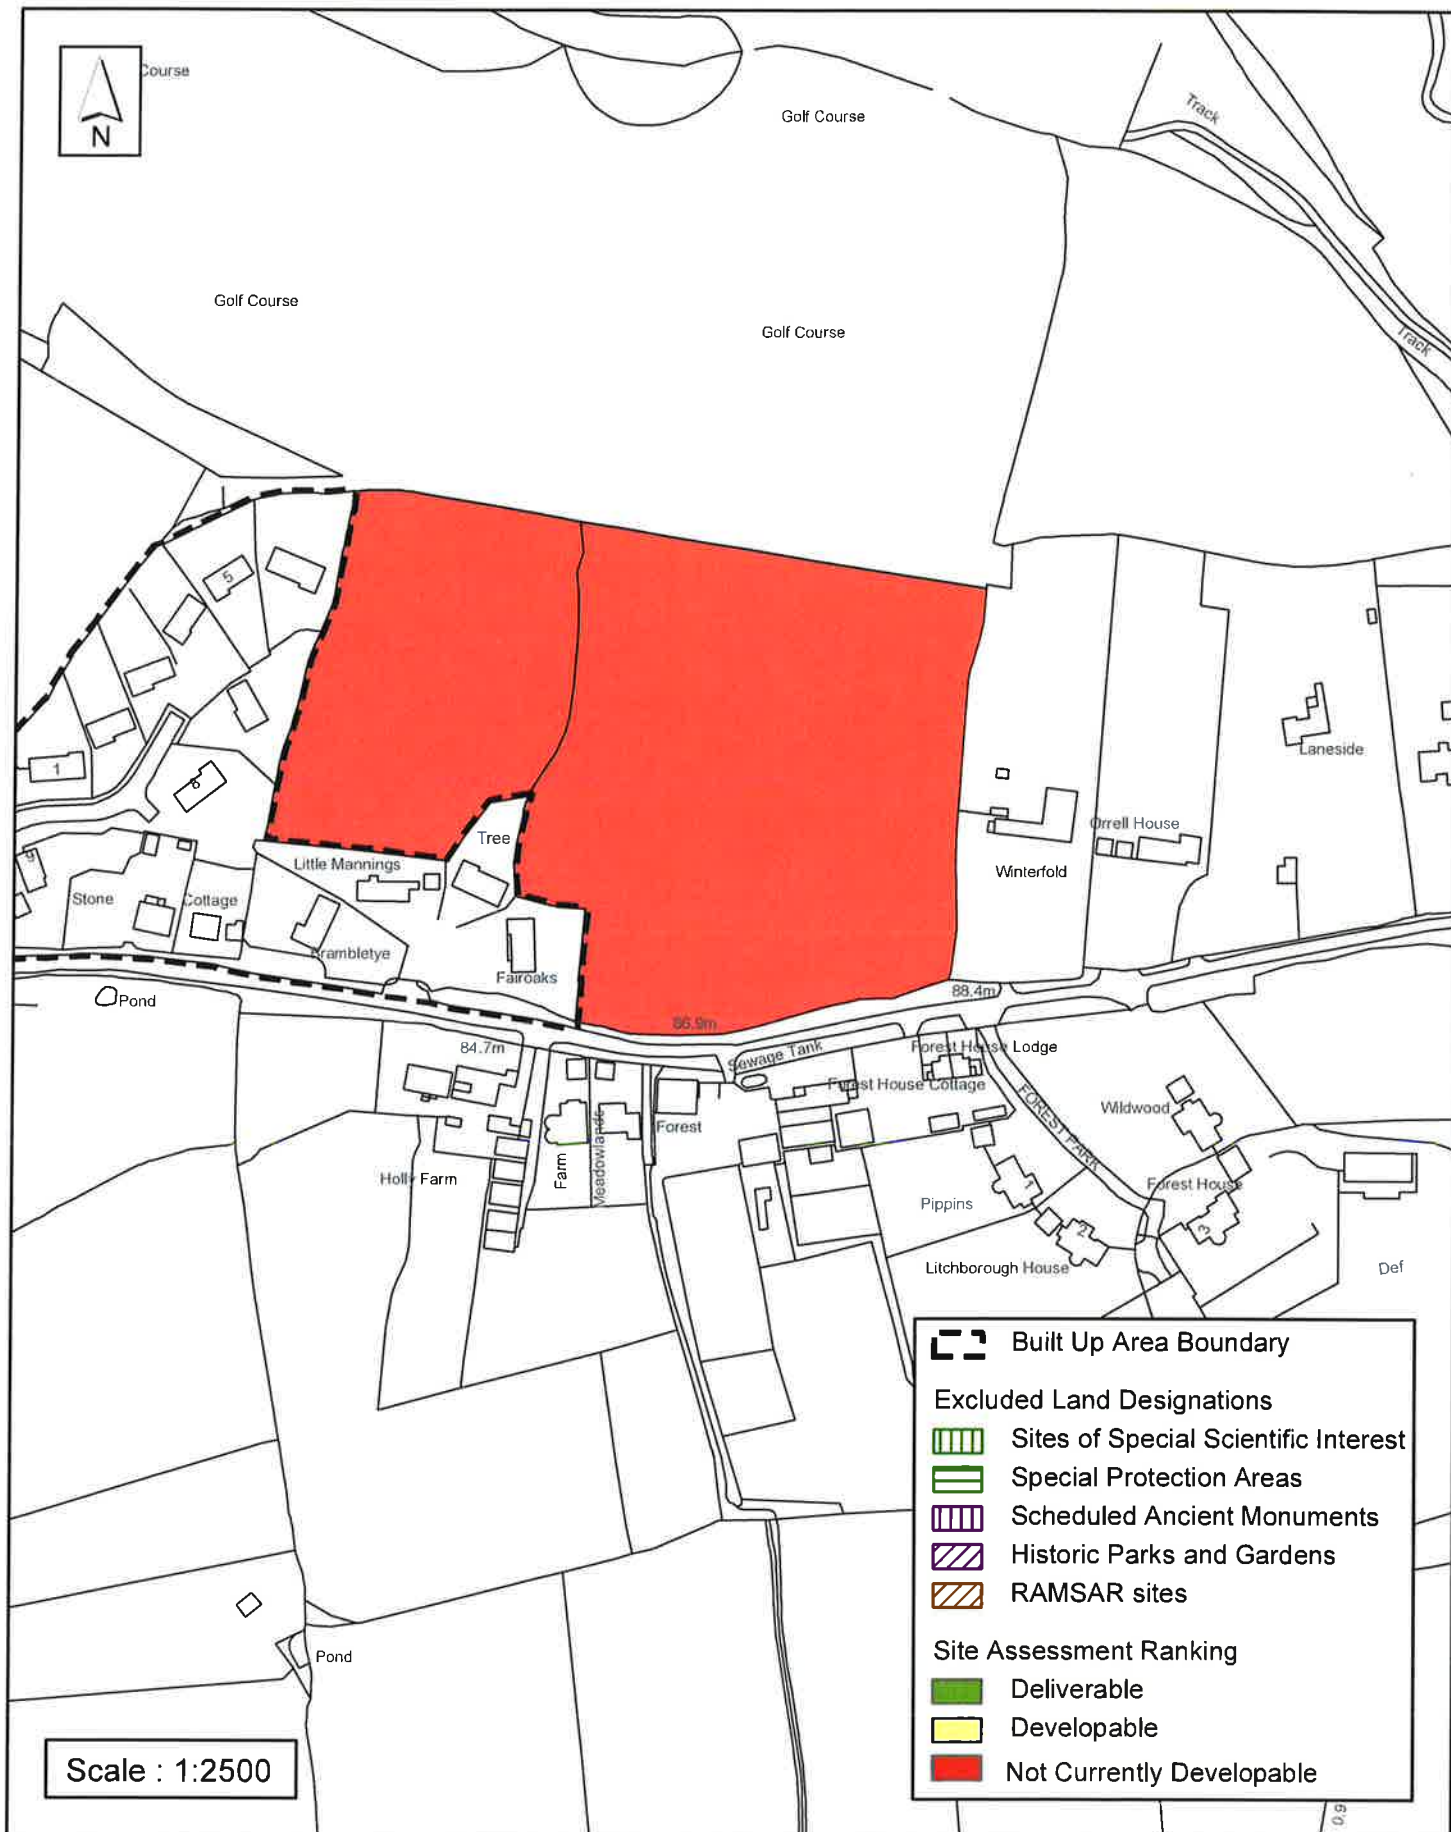 N
Course
Golf Course
Track
Golf Course
Golf Course
Track
5
1
8
9
Tree
Little Mannings
Stone
Cottage
Brambletye
Fairoaks
Laneside
Orrell House
Winterfold
Pond
88.4m
86.9m
84.7m
Sewage Tank
Forest House Lodge
Forest House Cottage
FOREST PARK
Wildwood
Meadowlands
Forest
Holly Farm
Farm
1
Pippins
Forest House
2
3
Litchborough House
Def
Pond
Built Up Area Boundary
Excluded Land Designations
Sites of Special Scientific Interest
Special Protection Areas
Scheduled Ancient Monuments
Historic Parks and Gardens
RAMSAR sites
Site Assessment Ranking
Deliverable
Developable
Not Currently Developable
Scale : 1:2500